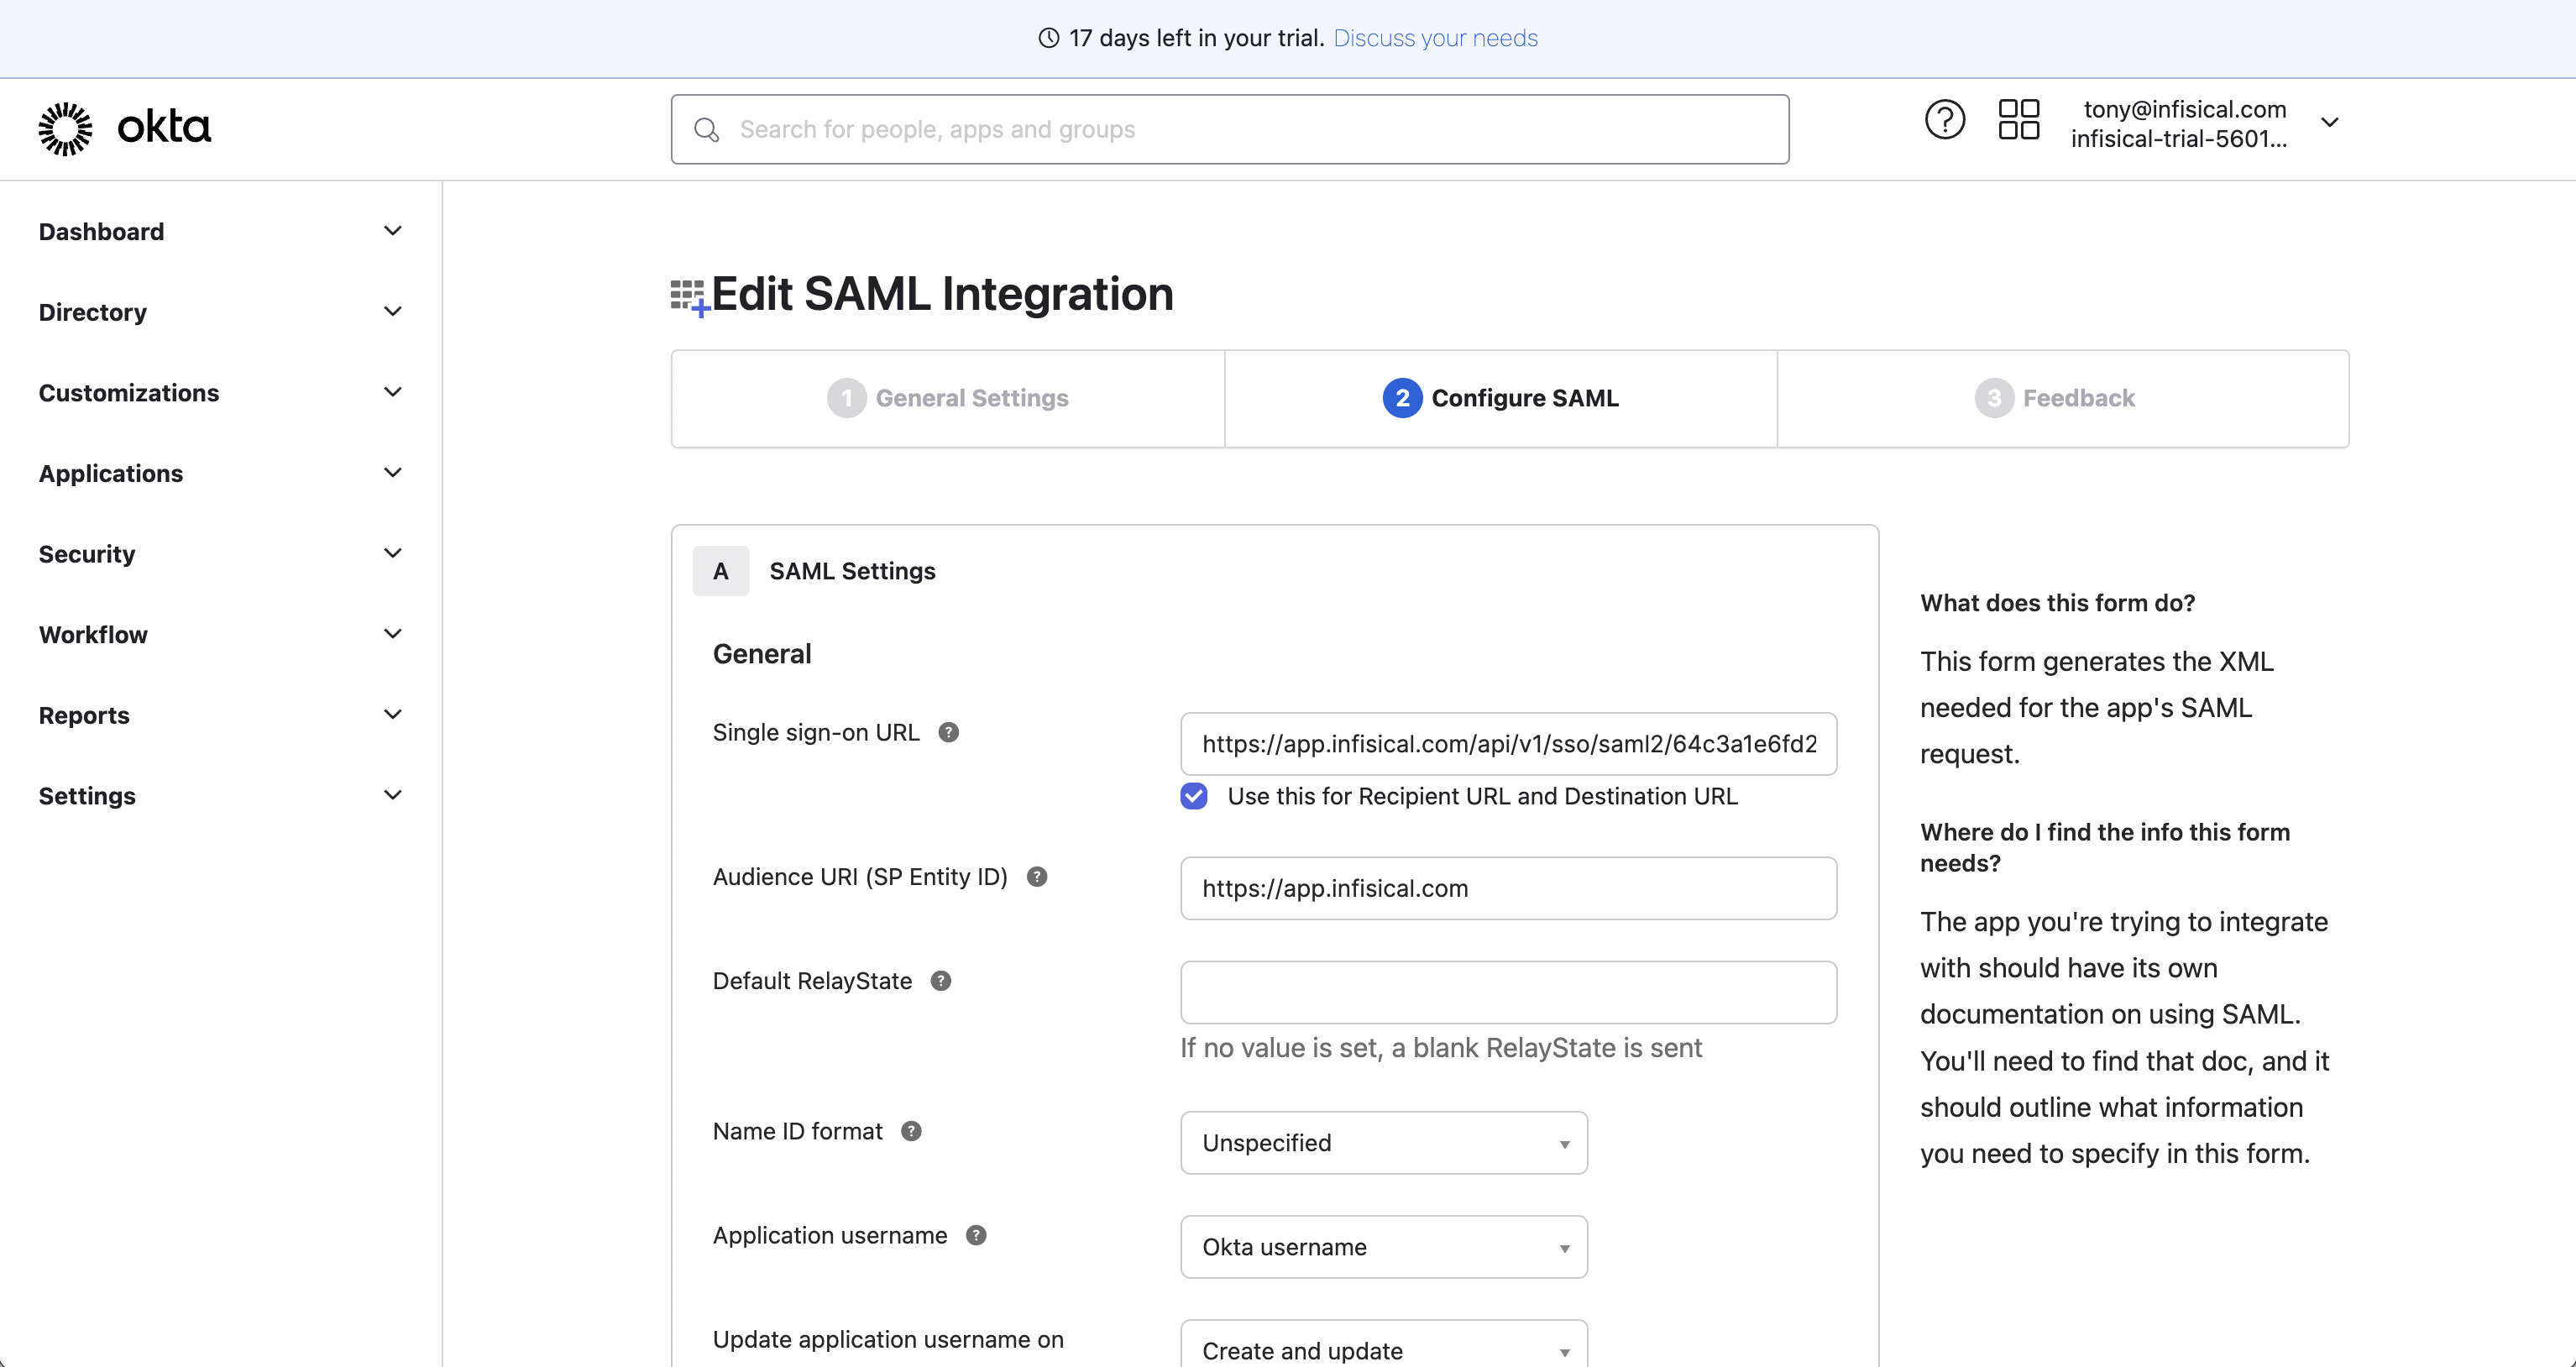 17 days left in your trial. Discuss your needs
okta
Search for people, apps and groups
?
tony@infisical.com
infisical-trial-5601...
Dashboard
Directory
Customizations
Applications
Security
Workflow
Reports
Settings
Edit SAML Integration
1 General Settings
2 Configure SAML
3 Feedback
A SAML Settings
General
Single sign-on URL ?
https://app.infisical.com/api/v1/sso/saml2/64c3a1e6fd2
Use this for Recipient URL and Destination URL
Audience URI (SP Entity ID) ?
https://app.infisical.com
Default RelayState ?
If no value is set, a blank RelayState is sent
Name ID format ?
Unspecified
Application username ?
Okta username
Update application username on
Create and update
What does this form do?
This form generates the XML
needed for the app's SAML
request.
Where do I find the info this form
needs?
The app you're trying to integrate
with should have its own
documentation on using SAML.
You'll need to find that doc, and it
should outline what information
you need to specify in this form.